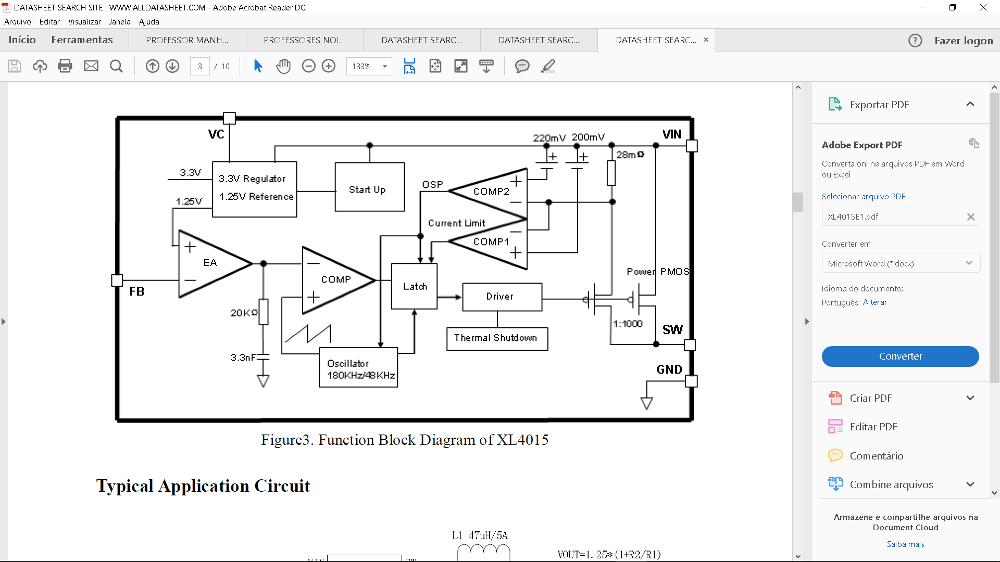 DATASHEET SEARCH SITE | WWW.ALLDATASHEET.COM - Adobe Acrobat Reader DC
Arquivo Editar Visualizar Janela Ajuda
Início Ferramentas PROFESSOR MANH... PROFESSORES NOI... DATASHEET SEARC... DATASHEET SEARC... DATASHEET SEARC... × ? Fazer logon
3 / 10 133%
VC
220mV 200mV VIN
28mΩ
3.3V
3.3V Regulator
1.25V Reference
1.25V
Start Up
OSP
COMP2
Current Limit
COMP1
EA
COMP
Latch
Power PMOS
FB
Driver
20KΩ
1:1000
SW
Thermal Shutdown
3.3nF
Oscillator
180KHz/48KHz
GND
Figure3. Function Block Diagram of XL4015
Typical Application Circuit
L1 47uH/5A
VOUT=1.25*(1+R2/R1)
VIN SW
Exportar PDF
Adobe Export PDF
Converta online arquivos PDF em Word
ou Excel
Selecionar arquivo PDF
XL4015E1.pdf
Converter em
Microsoft Word (*.docx)
Idioma do documento:
Português Alterar
Converter
Criar PDF
Editar PDF
Comentário
Combine arquivos
Armazene e compartilhe arquivos na
Document Cloud
Saiba mais